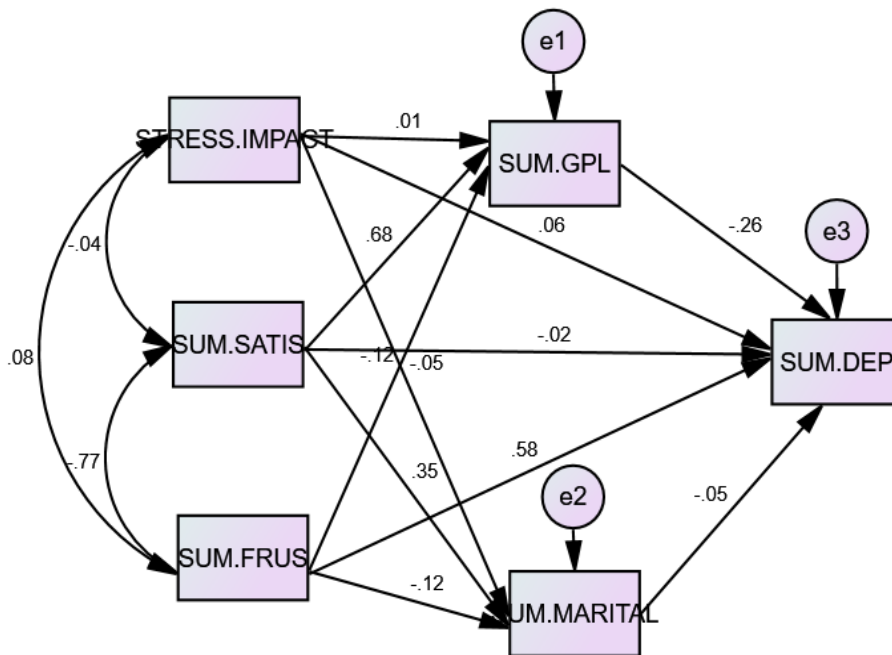 e1
STRESS.IMPACT
.01
SUM.GPL
-.04
.06
-.26
e3
.68
SUM.SATIS
-.02
SUM.DEP
.08
-.12
-.05
-.77
.35
.58
e2
-.05
SUM.FRUS
-.12
UM.MARITAL